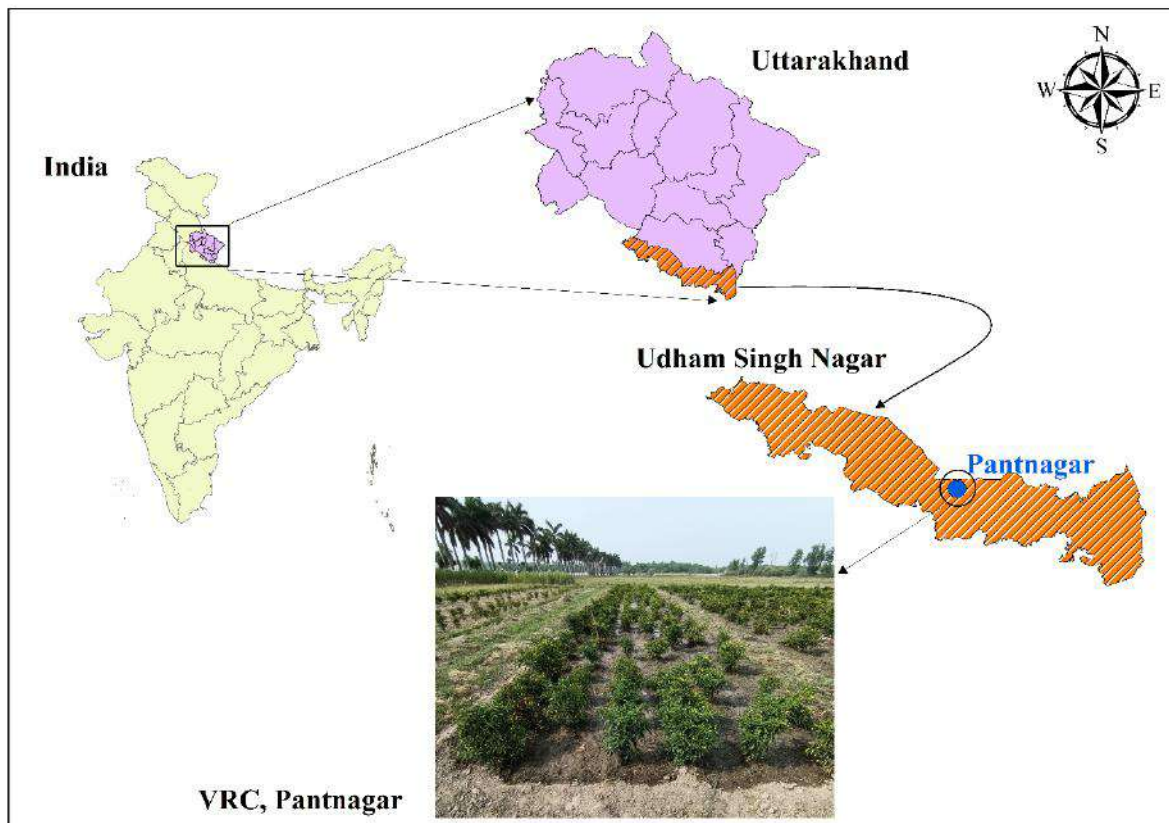 Uttarakhand
N
W
E
S
India
Udham Singh Nagar
Pantnagar
VRC, Pantnagar